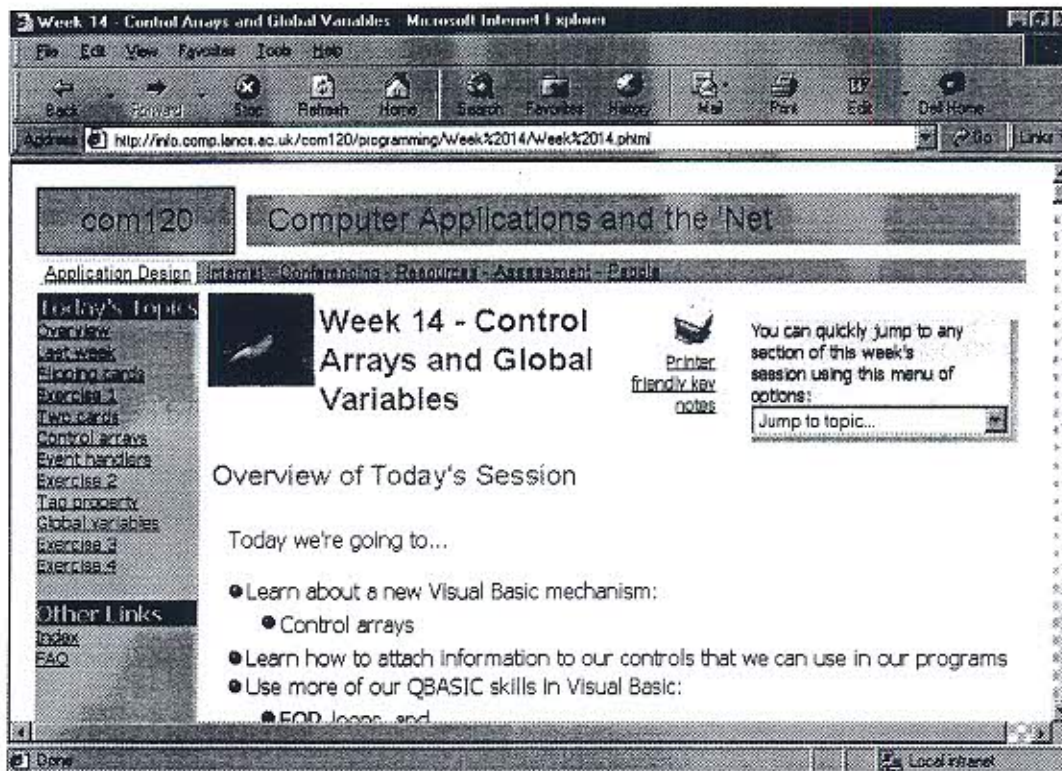 Week 14 - Control Arrays and Global Variables - Microsoft Internet Explorer
File Edit View Favorites Tools Help
Back Forward Stop Refresh Home Search Favorites History Mail Print Edit Dell Home
Address http://info.comp.lancs.ac.uk/com120/programming/Week%2014/Week%2014.phtml Go Links
com120 Computer Applications and the 'Net
Application Design Internet - Conferencing - Resources - Assessment - People
Today's Topics
Overview
Last week
Flipping cards
Exercise 1
Two cards
Control arrays
Event handlers
Exercise 2
Tag property
Global variables
Exercise 3
Exercise 4
Other Links
Index
FAQ
Week 14 - Control
Arrays and Global
Variables
Printer
friendly key
notes
You can quickly jump to any
section of this week's
session using this menu of
options:
Jump to topic...
Overview of Today's Session
Today we're going to...
Learn about a new Visual Basic mechanism:
Control arrays
Learn how to attach information to our controls that we can use in our programs
Use more of our QBASIC skills in Visual Basic:
FOR loops, and
Done Local intranet